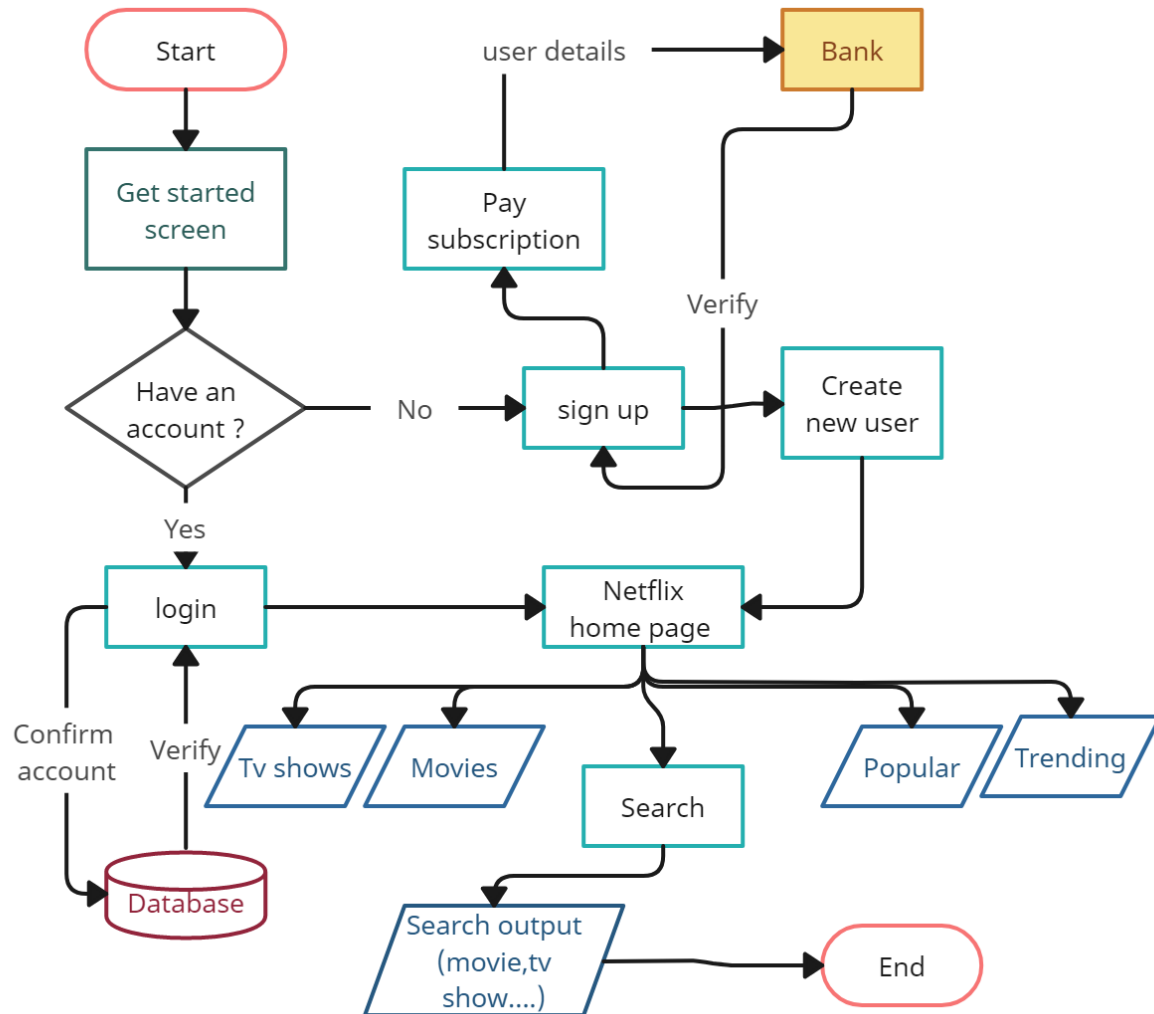 Start
user details
Bank
Get started
screen
Pay
subscription
Verify
Have an
account ?
No
sign up
Create
new user
Yes
login
Netflix
home page
Confirm
account
Verify
Tv shows
Movies
Popular
Trending
Search
Database
Search output
(movie,tv
show....)
End